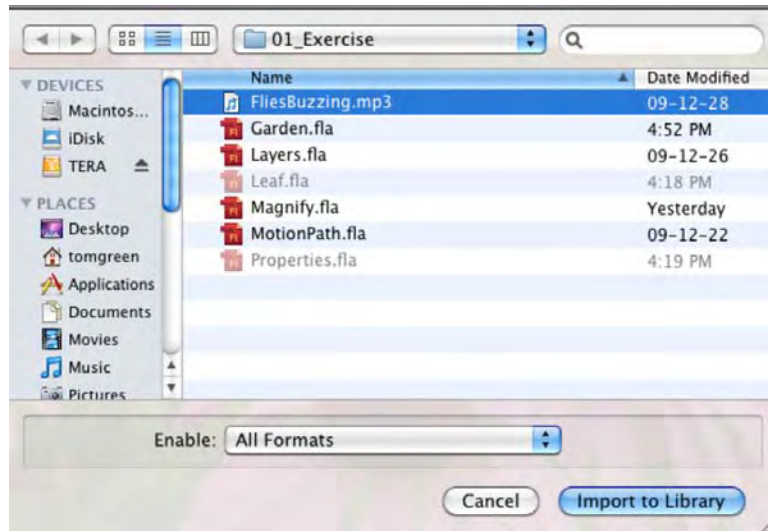 01_Exercise
Name Date Modified
DEVICES
Macintos...
iDisk
TERA
PLACES
Desktop
tomgreen
Applications
Documents
Movies
Music
Pictures
FliesBuzzing.mp3 09-12-28
Garden.fla 4:52 PM
Layers.fla 09-12-26
Leaf.fla 4:18 PM
Magnify.fla Yesterday
MotionPath.fla 09-12-22
Properties.fla 4:19 PM
Enable: All Formats
Cancel Import to Library